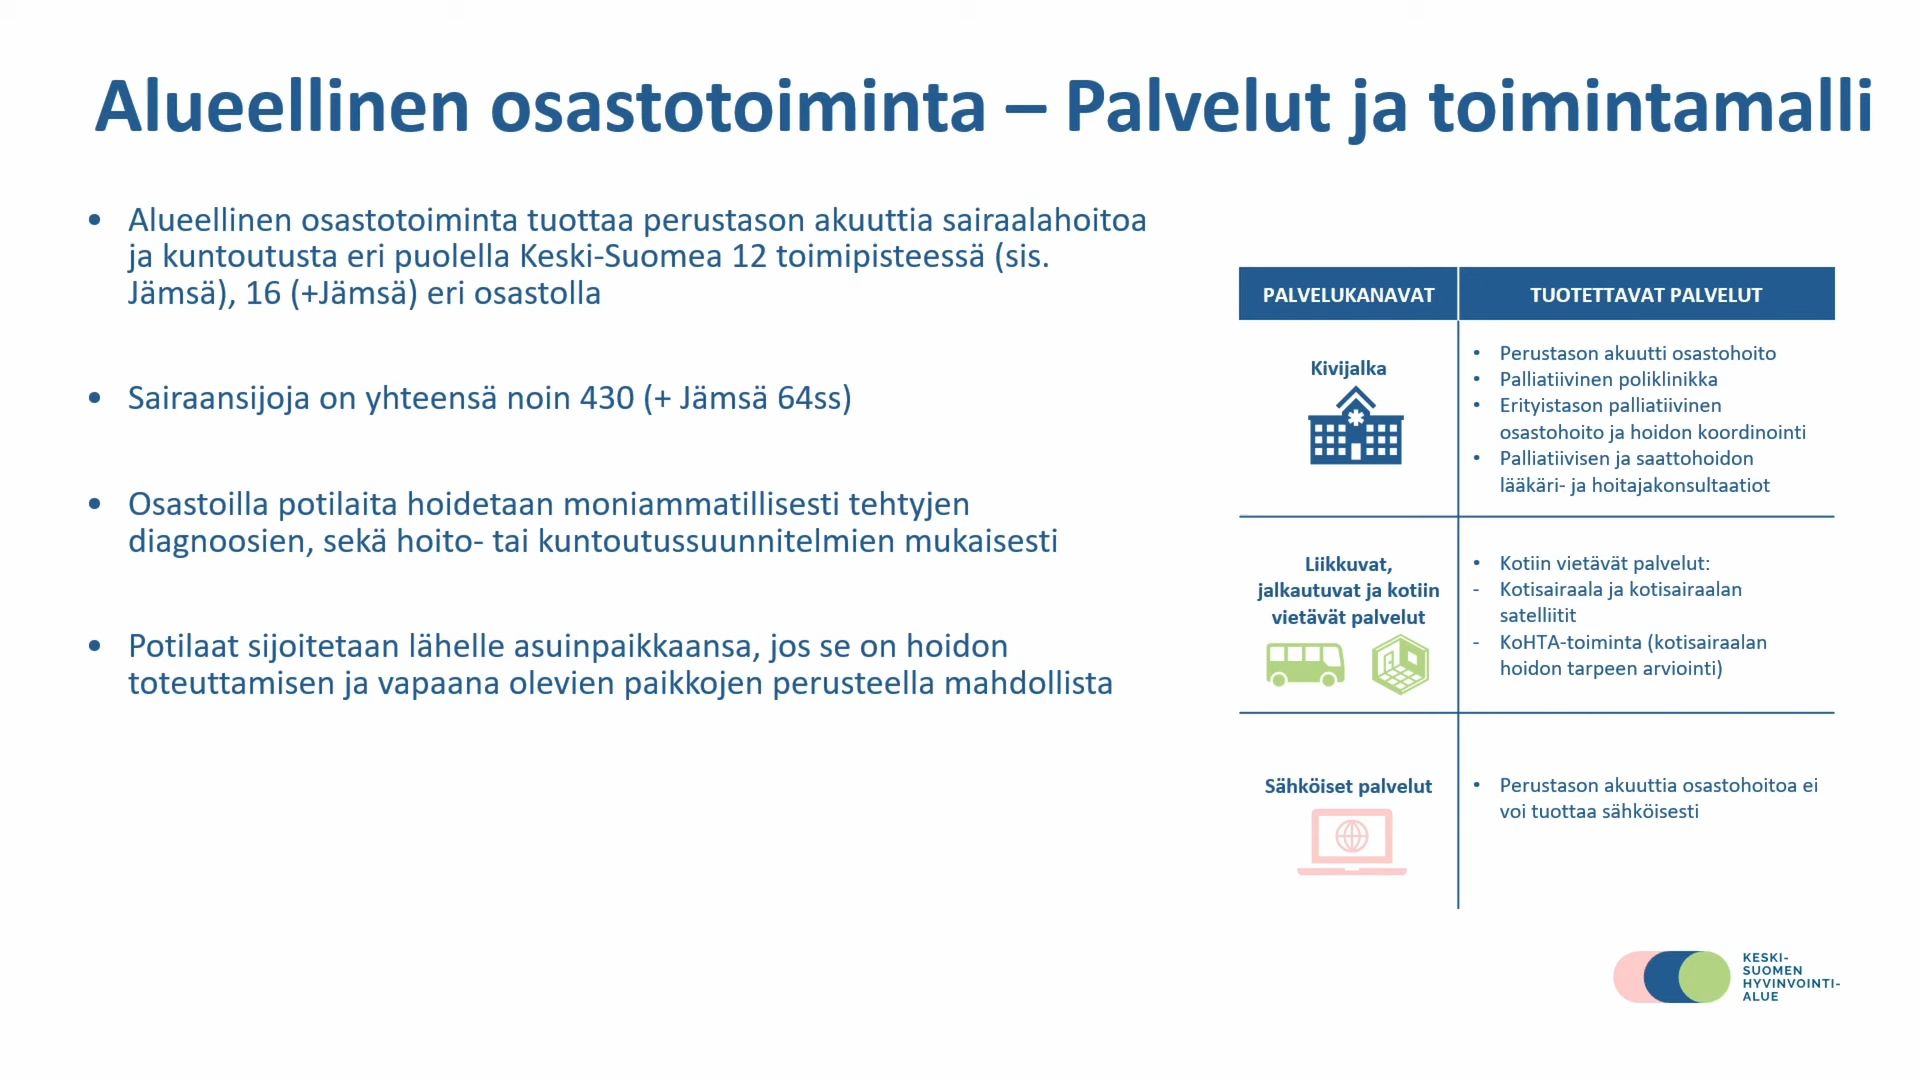 Alueellinen osastotoiminta – Palvelut ja toimintamalli
• Alueellinen osastotoiminta tuottaa perustason akuuttia sairaalahoitoa
ja kuntoutusta eri puolella Keski-Suomea 12 toimipisteessä (sis.
Jämsä), 16 (+Jämsä) eri osastolla
• Sairaansijoja on yhteensä noin 430 (+ Jämsä 64ss)
• Osastoilla potilaita hoidetaan moniammatillisesti tehtyjen
diagnoosien, sekä hoito- tai kuntoutussuunnitelmien mukaisesti
• Potilaat sijoitetaan lähelle asuinpaikkaansa, jos se on hoidon
toteuttamisen ja vapaana olevien paikkojen perusteella mahdollista
PALVELUKANAVAT
TUOTETTAVAT PALVELUT
Kivijalka
• Perustason akuutti osastohoito
• Palliatiivinen poliklinikka
• Erityistason palliatiivinen
osastohoito ja hoidon koordinointi
• Palliatiivisen ja saattohoidon
lääkäri- ja hoitajakonsultaatiot
Liikkuvat,
jalkautuvat ja kotiin
vietävät palvelut
• Kotiin vietävät palvelut:
- Kotisairaala ja kotisairaalan
satelliitit
- KoHTA-toiminta (kotisairaalan
hoidon tarpeen arviointi)
Sähköiset palvelut
• Perustason akuuttia osastohoitoa ei
voi tuottaa sähköisesti
KESKI-
SUOMEN
HYVINVOINTI-
ALUE